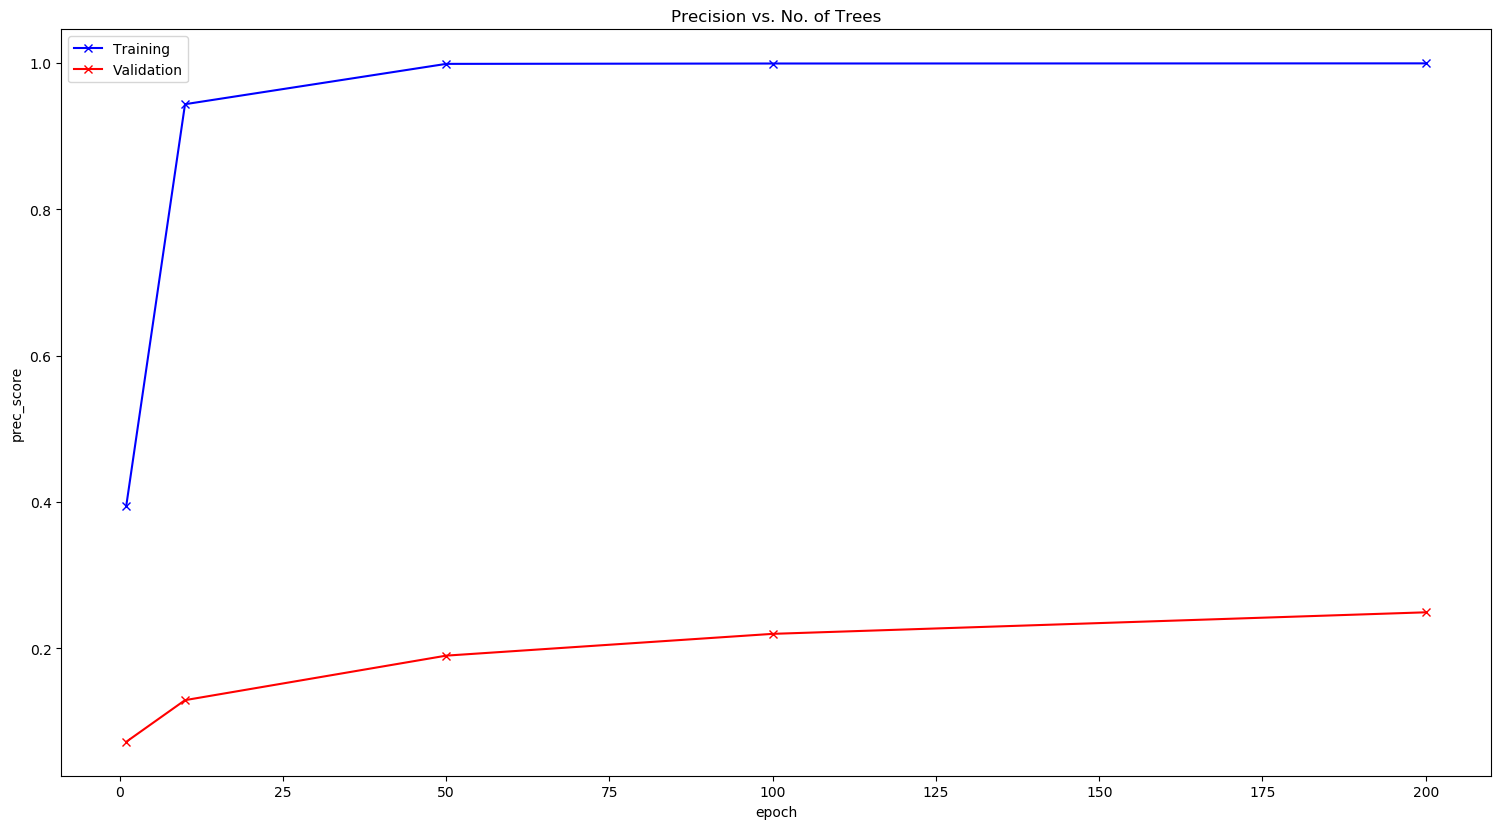 Precision vs. No. of Trees
Training
Validation
1.0
0.8
0.6
0.4
0.2
prec_score
0 25 50 75 100 125 150 175 200
epoch